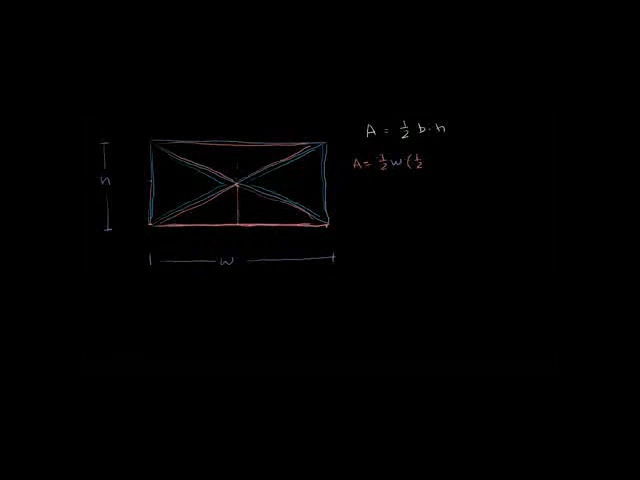 A = 1/2 b·h
A = 1/2 w (1/2
h
w